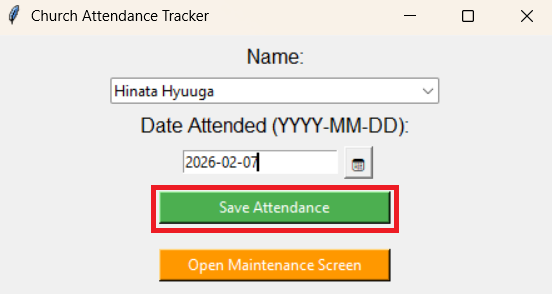 Church Attendance Tracker
Name:
Hinata Hyuuga
Date Attended (YYYY-MM-DD):
2026-02-07
Save Attendance
Open Maintenance Screen